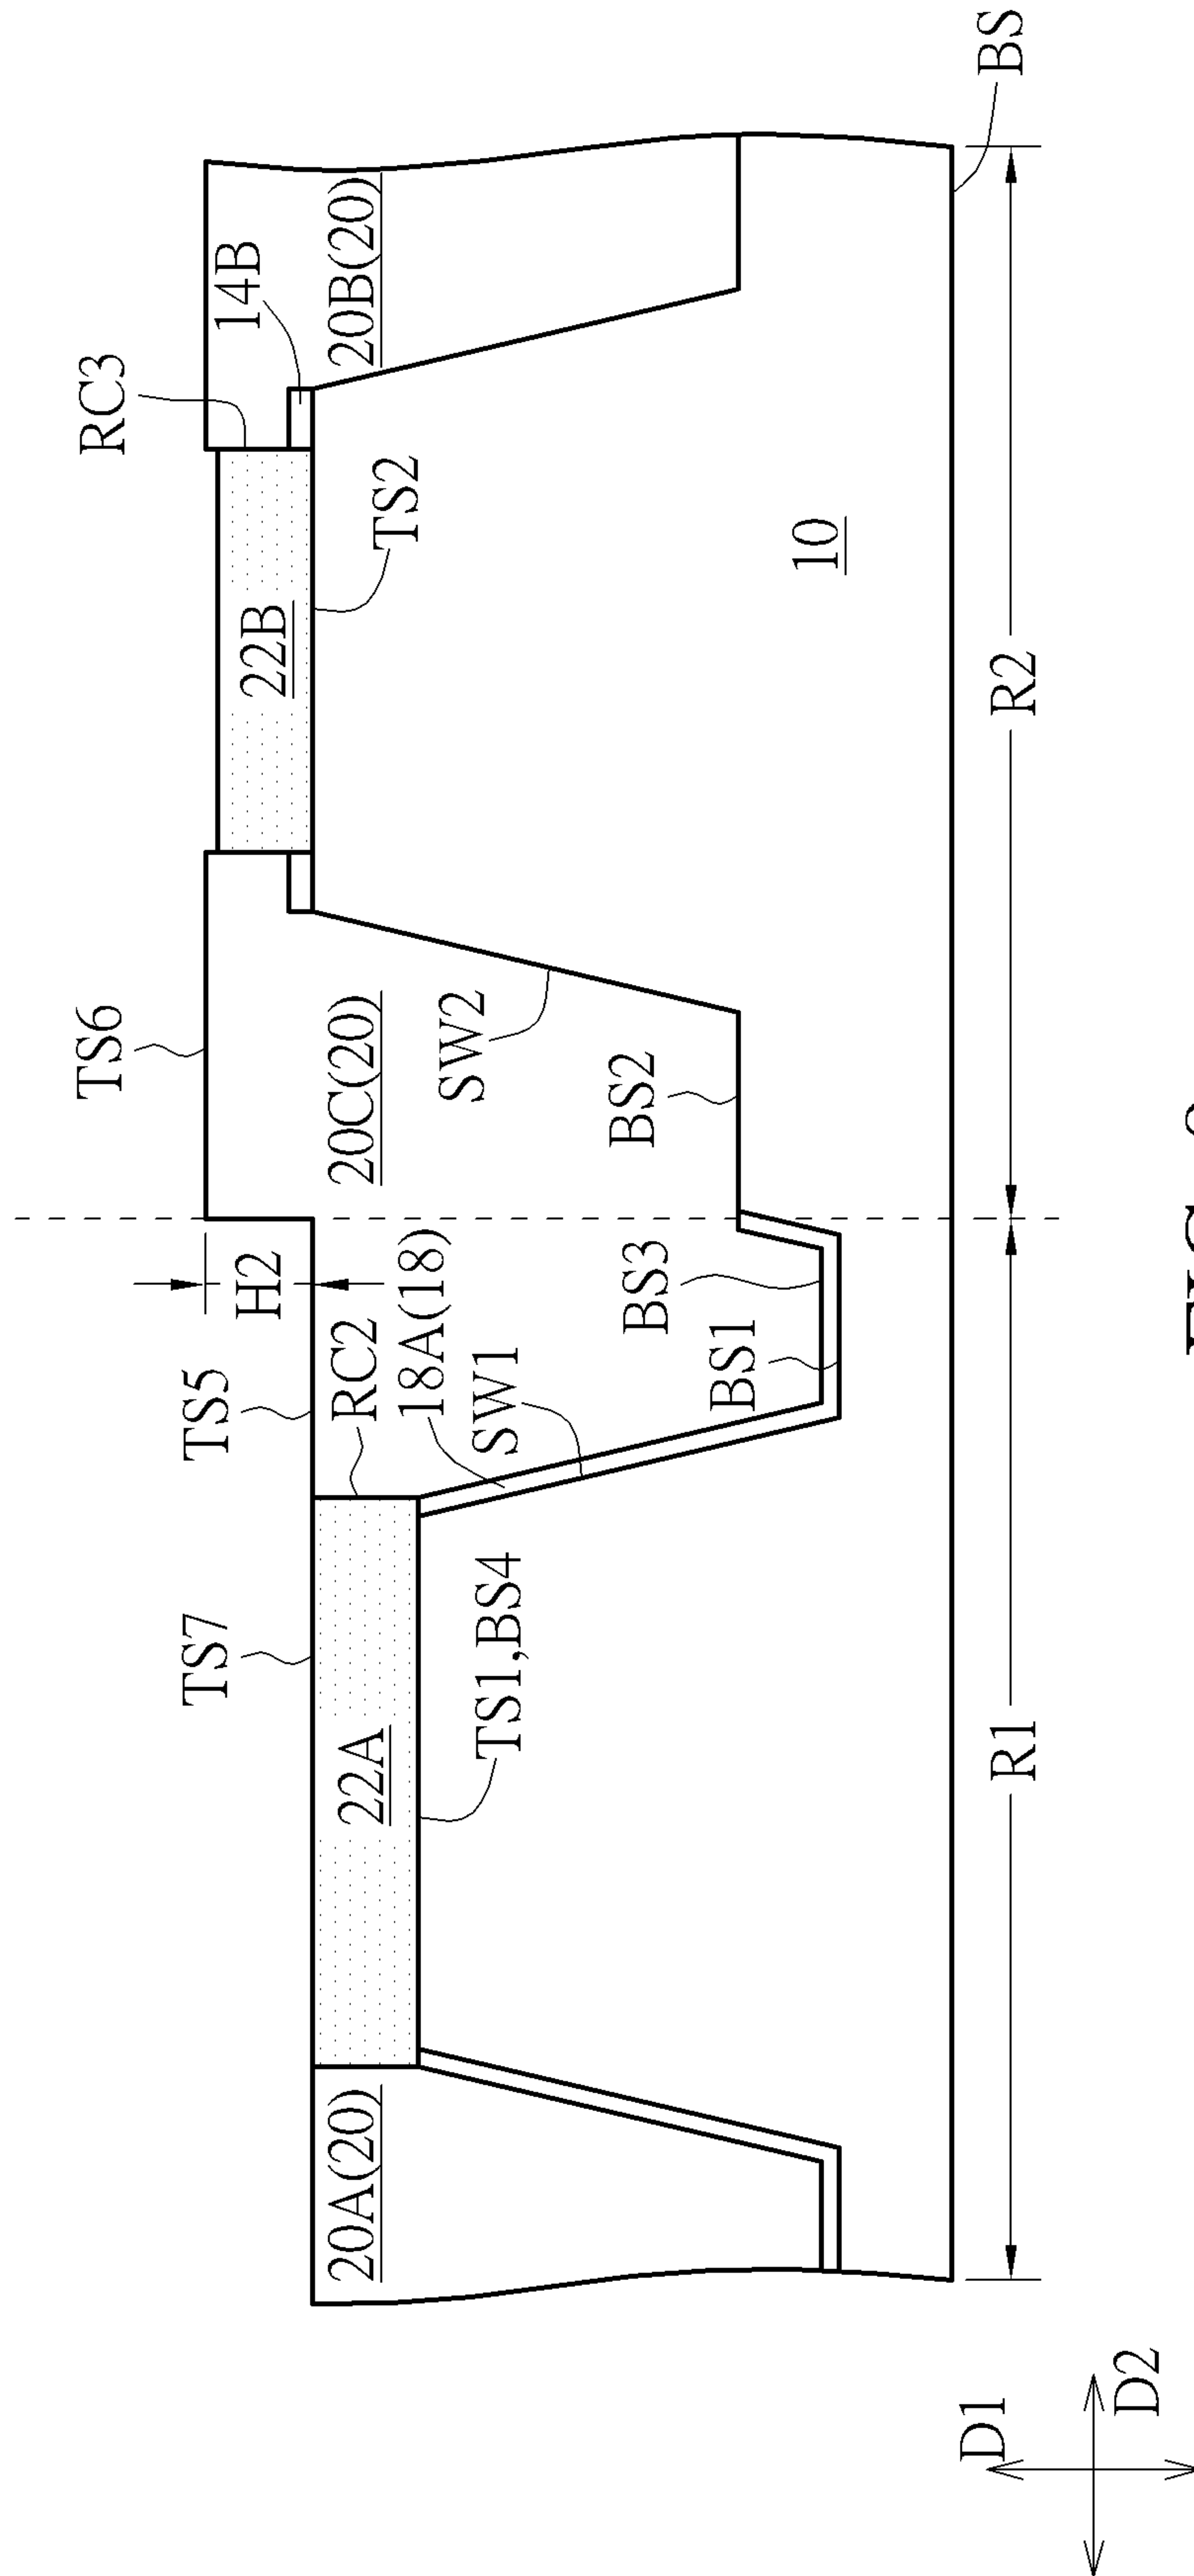 TS6
RC3
TS7
TS5
H2
14B
22A
20A(20)
RC2
20C(20)
22B
20B(20)
18A(18)
TS1,BS4
SW1
SW2
TS2
BS3
BS2
BS1
10
BS
R1
R2
D1
D2